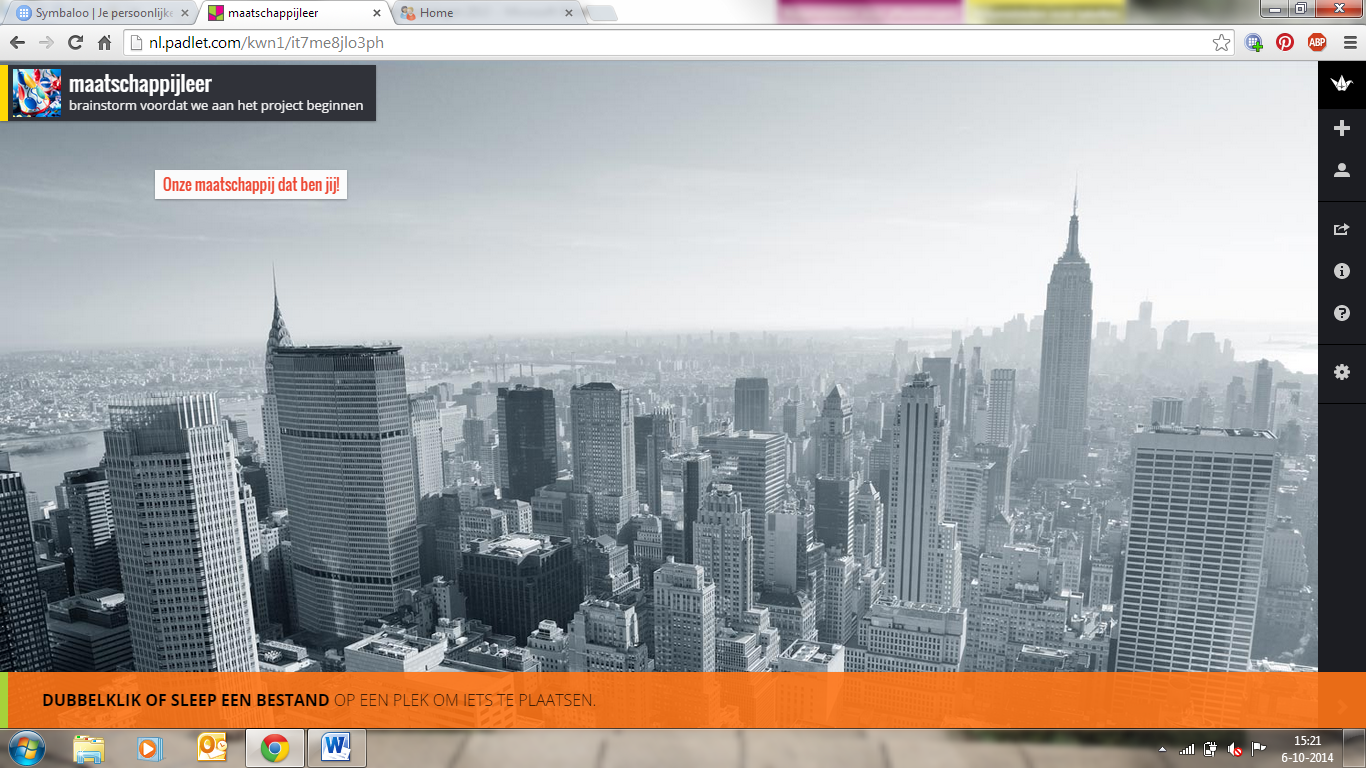 Symbaloo | Je persoonlijke
maatschappijleer
Home
nl.padlet.com/kwn1/it7me8jlo3ph
ABP
maatschappijleer
brainstorm voordat we aan het project beginnen
Onze maatschappij dat ben jij!
DUBBELKLIK OF SLEEP EEN BESTAND OP EEN PLEK OM IETS TE PLAATSEN.
15:21
6-10-2014